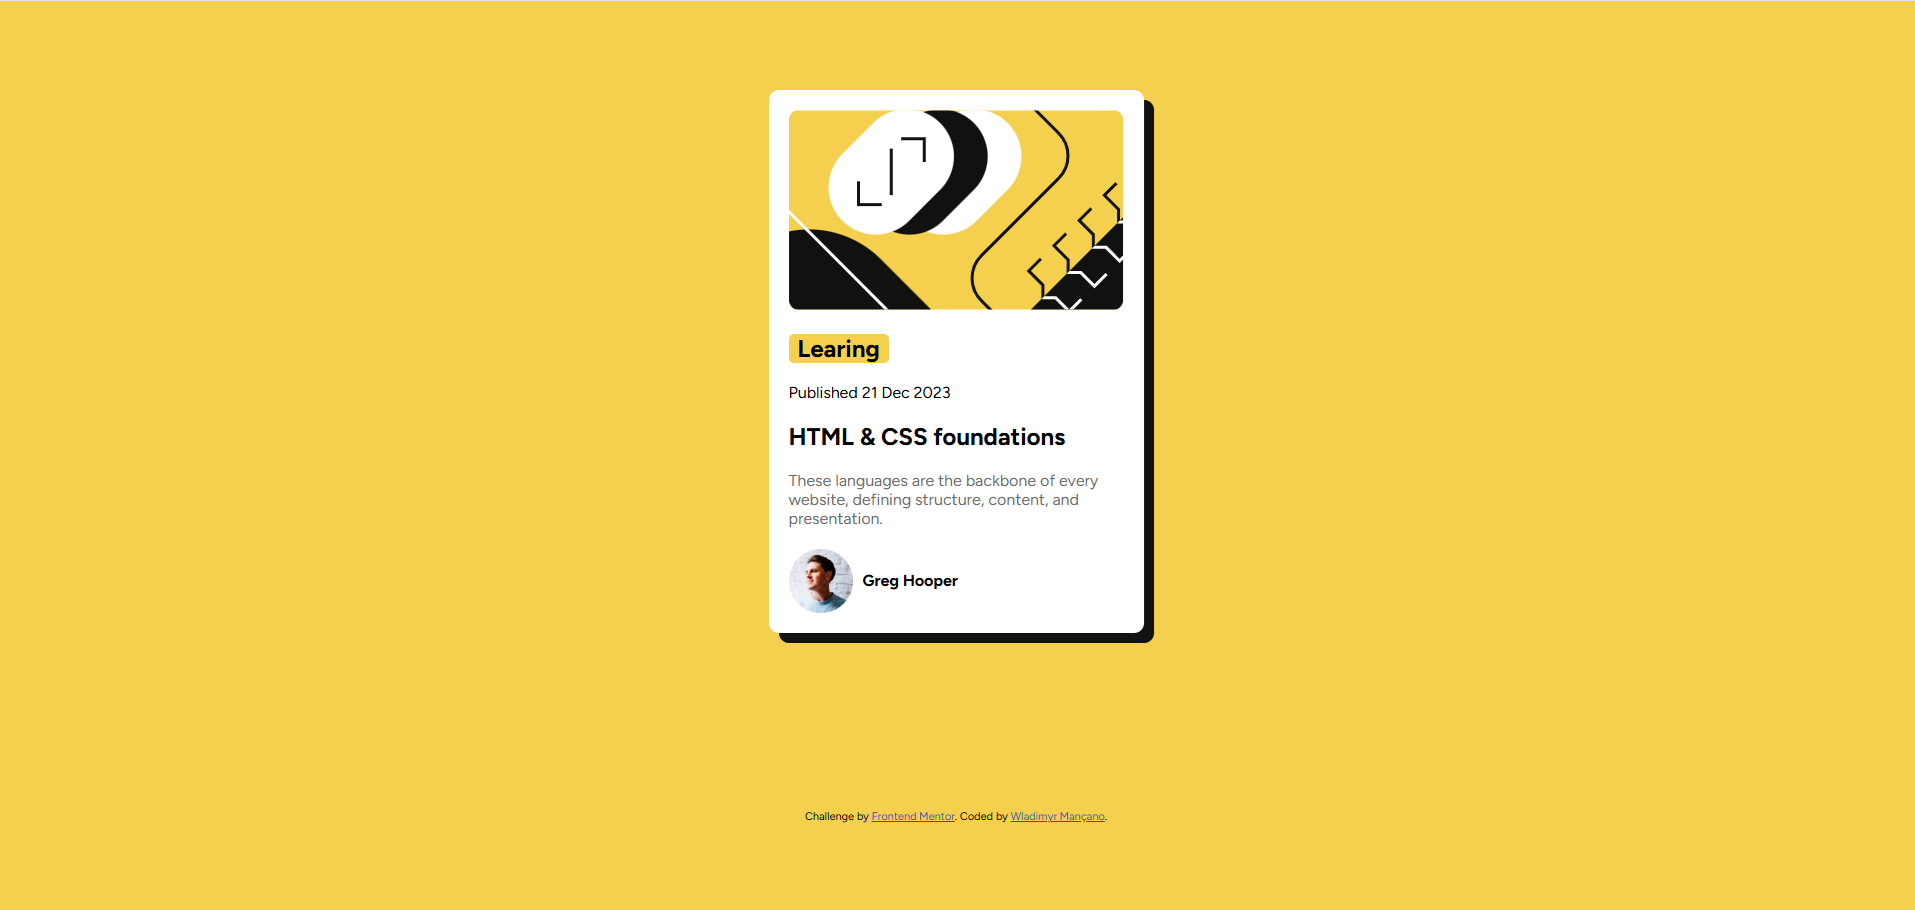 Learing
Published 21 Dec 2023
HTML & CSS foundations
These languages are the backbone of every
website, defining structure, content, and
presentation.
Greg Hooper
Challenge by Frontend Mentor. Coded by Wladimyr Mançano.